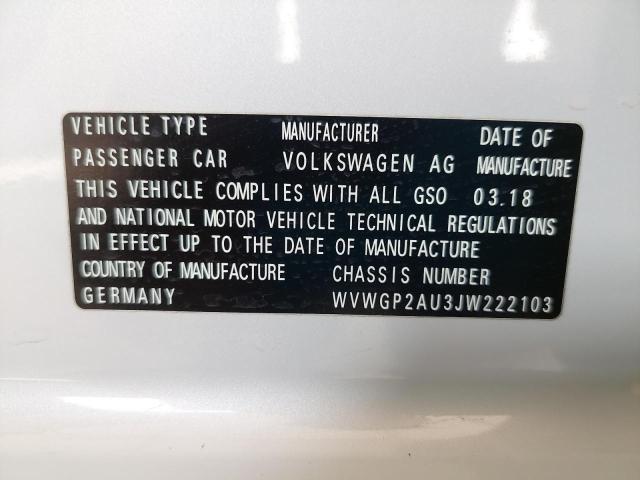 VEHICLE TYPE MANUFACTURER DATE OF
PASSENGER CAR VOLKSWAGEN AG MANUFACTURE
THIS VEHICLE COMPLIES WITH ALL GSO 03.18
AND NATIONAL MOTOR VEHICLE TECHNICAL REGULATIONS
IN EFFECT UP TO THE DATE OF MANUFACTURE
COUNTRY OF MANUFACTURE CHASSIS NUMBER
GERMANY WVWGP2AU3JW222103